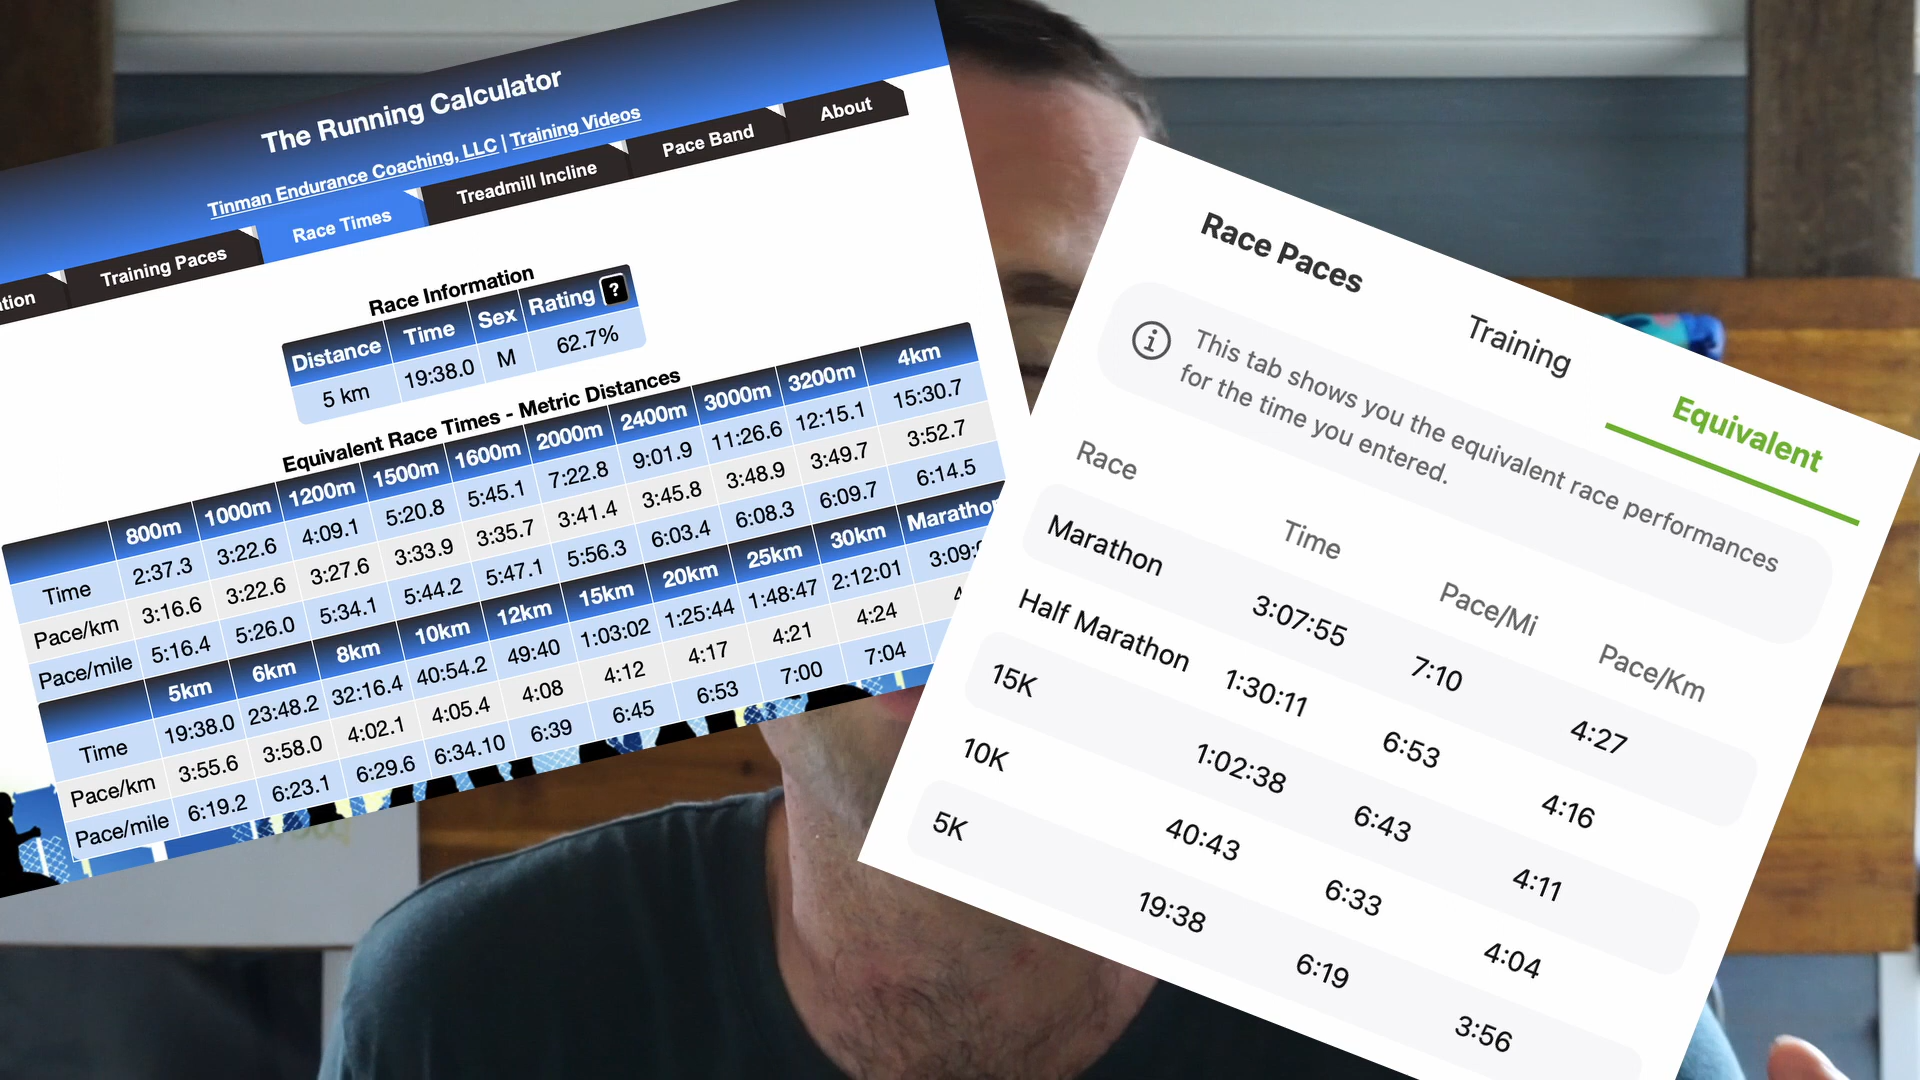 The Running Calculator
Tinman Endurance Coaching, LLC | Training Videos
Training Paces Race Times Treadmill Incline Pace Band About
Race Information
Distance Time Sex Rating ?
5 km 19:38.0 M 62.7%
Equivalent Race Times - Metric Distances
800m 1000m 1200m 1500m 1600m 2000m 2400m 3000m 3200m 4km
Time 2:37.3 3:22.6 4:09.1 5:20.8 5:45.1 7:22.8 9:01.9 11:26.6 12:15.1 15:30.7
Pace/km 3:16.6 3:22.6 3:27.6 3:33.9 3:35.7 3:41.4 3:45.8 3:48.9 3:49.7 3:52.7
Pace/mile 5:16.4 5:26.0 5:34.1 5:44.2 5:47.1 5:56.3 6:03.4 6:08.3 6:09.7 6:14.5
5km 6km 8km 10km 12km 15km 20km 25km 30km
Time 19:38.0 23:48.2 32:16.4 40:54.2 49:40 1:03:02 1:25:44 1:48:47 2:12:01
Pace/km 3:55.6 3:58.0 4:02.1 4:05.4 4:08 4:12 4:17 4:21 4:24
Pace/mile 6:19.2 6:23.1 6:29.6 6:34.10 6:39 6:45 6:53 7:00 7:04
Race Paces
Training
Equivalent
This tab shows you the equivalent race performances
for the time you entered.
Race Time Pace/Mi Pace/Km
Marathon 3:07:55 7:10 4:27
Half Marathon 1:30:11 6:53 4:16
15K 1:02:38 6:43 4:11
10K 40:43 6:33 4:04
5K 19:38 6:19 3:56